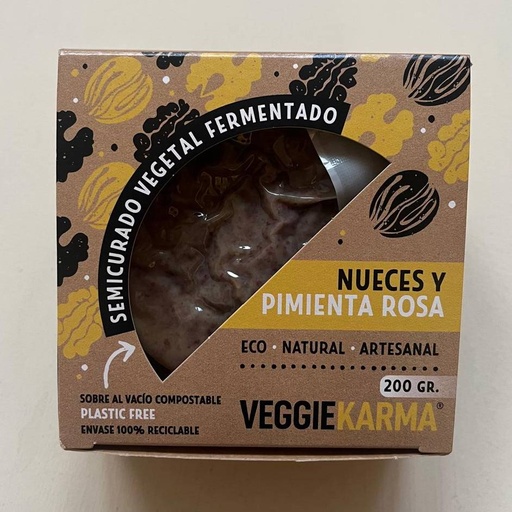 SEMICURADO VEGETAL FERMENTADO
NUECES Y
PIMIENTA ROSA
ECO · NATURAL · ARTESANAL
200 GR.
SOBRE AL VACÍO COMPOSTABLE
PLASTIC FREE
ENVASE 100% RECICLABLE
VEGGIEKARMA®